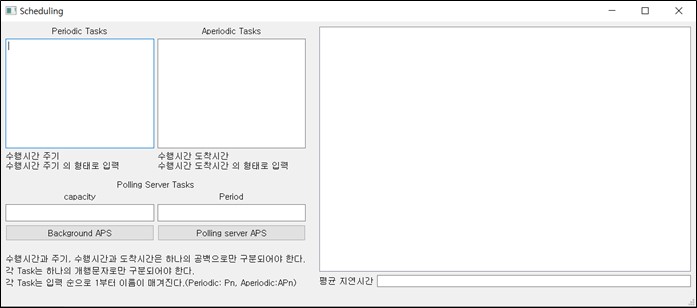 Scheduling
Periodic Tasks
Aperiodic Tasks
수행시간 주기
수행시간 주기 의 형태로 입력
수행시간 도착시간
수행시간 도착시간 의 형태로 입력
Polling Server Tasks
capacity
Period
Background APS
Polling server APS
수행시간과 주기, 수행시간과 도착시간은 하나의 공백으로만 구분되어야 한다.
각 Task는 하나의 개행문자로만 구분되어야 한다.
각 Task는 입력 순으로 1부터 이름이 매겨진다.(Periodic: Pn, Aperiodic:APn)
평균 지연시간